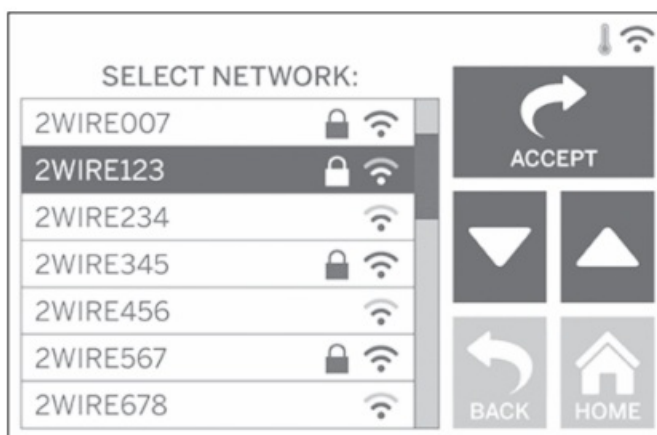 SELECT NETWORK:
2WIRE007
2WIRE123
2WIRE234
2WIRE345
2WIRE456
2WIRE567
2WIRE678
ACCEPT
BACK
HOME